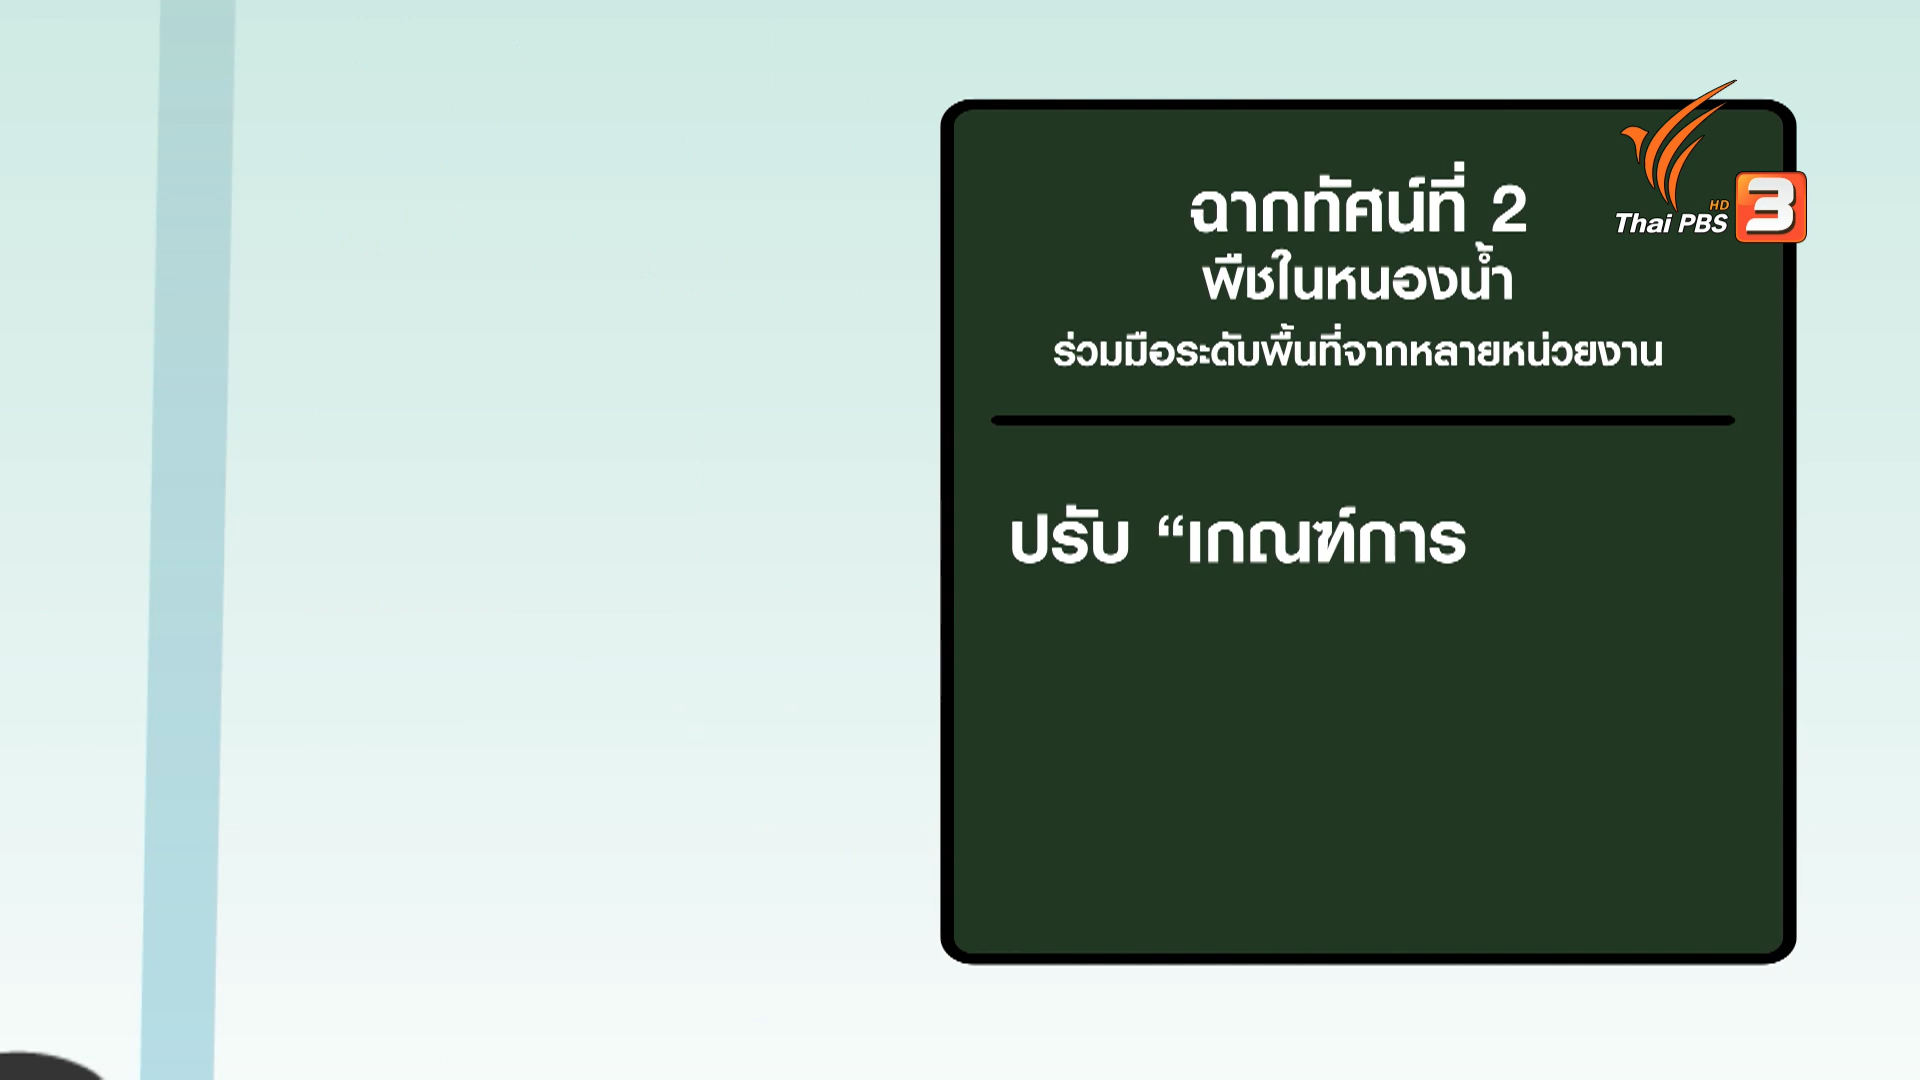 ฉากทัศน์ที่ 2
พืชในหนองน้ำ
ร่วมมือระดับพื้นที่จากหลายหน่วยงาน
ปรับ “เกณฑ์การ
HD
Thai PBS 3